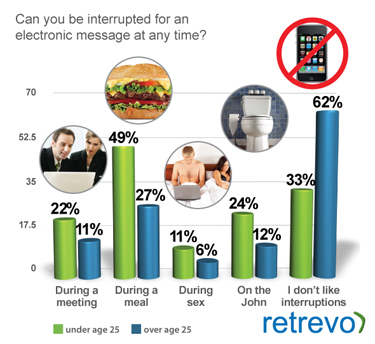 Can you be interrupted for an
electronic message at any time?
70
52.5
35
17.5
0
22%
11%
49%
27%
11%
6%
24%
12%
33%
62%
During a
meeting
During a
meal
During
sex
On the
John
I don't like
interruptions
under age 25
over age 25
retrevo